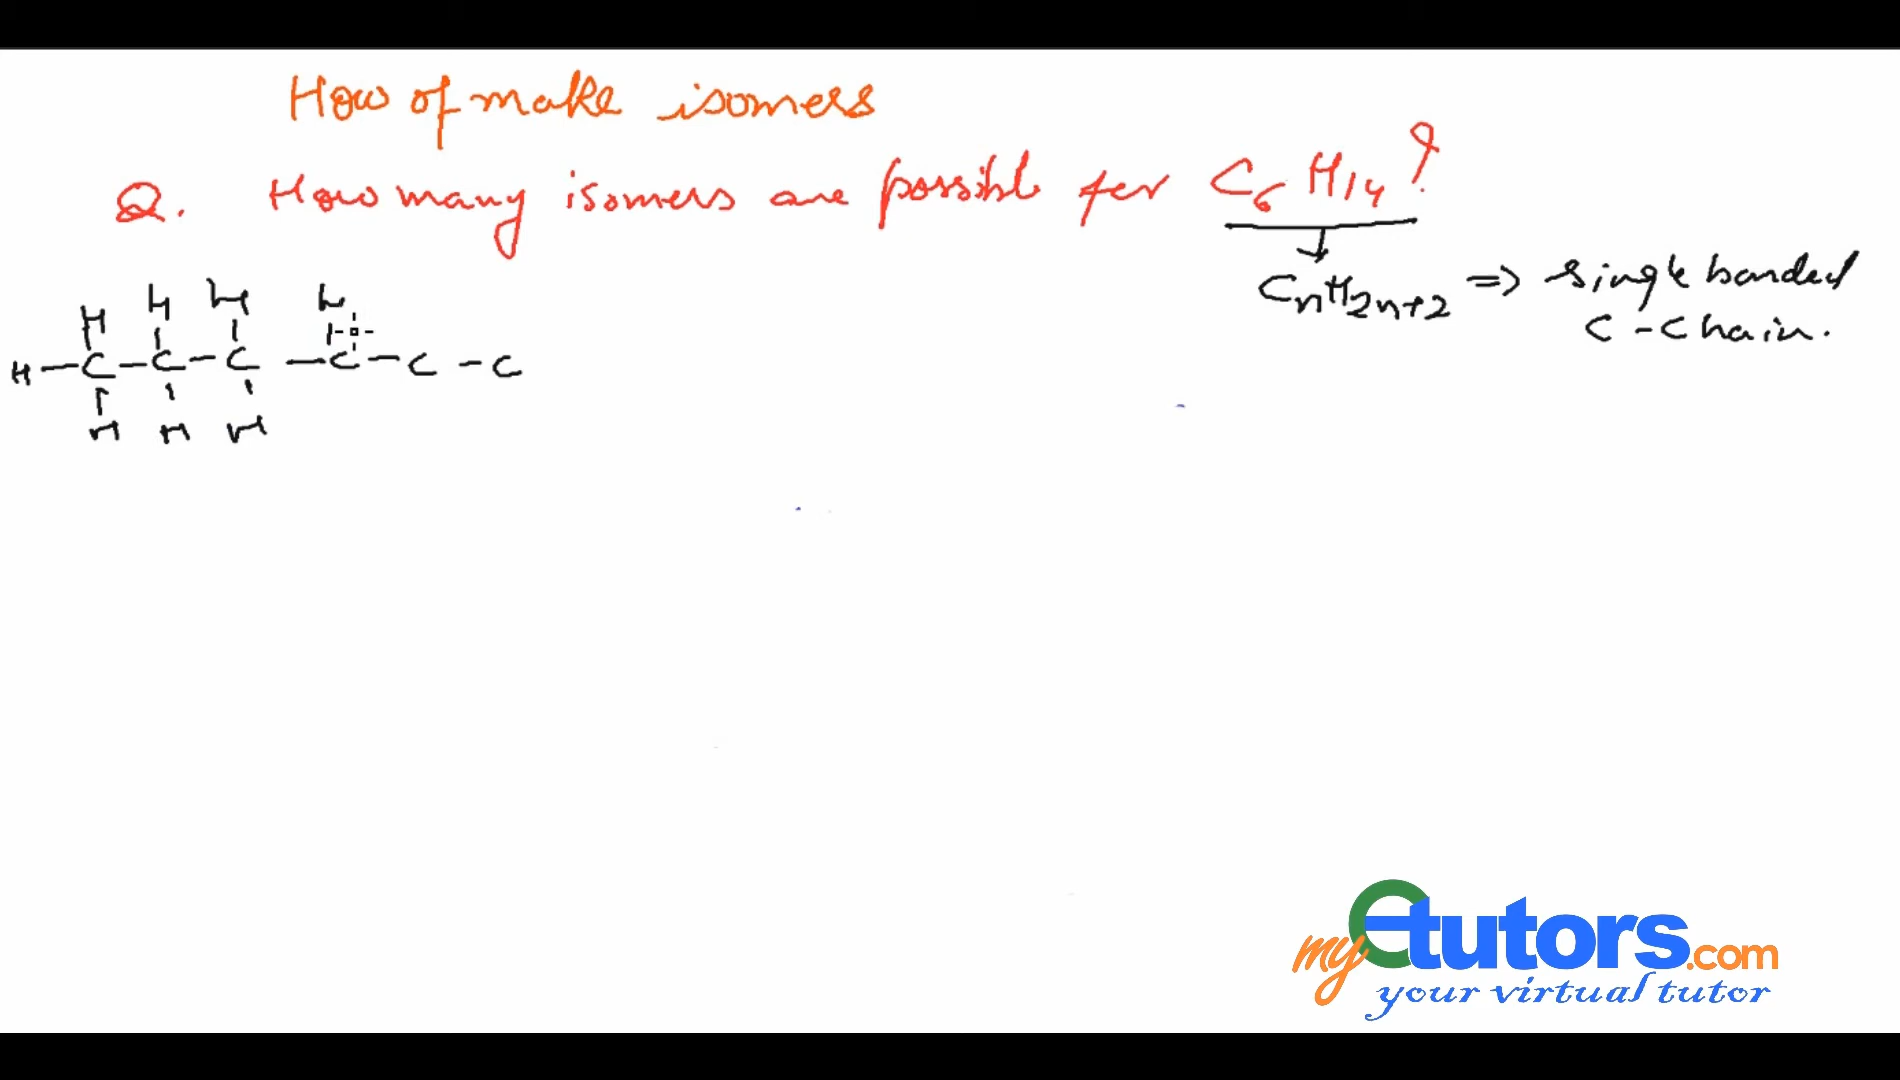 How of make isomers
Q. How many isomers are possible for C6H14?
CnH2n+2 => single bonded
C-Chain.
H H H H
H-C-C-C-C-C-C
H H H
myetutors.com
your virtual tutor